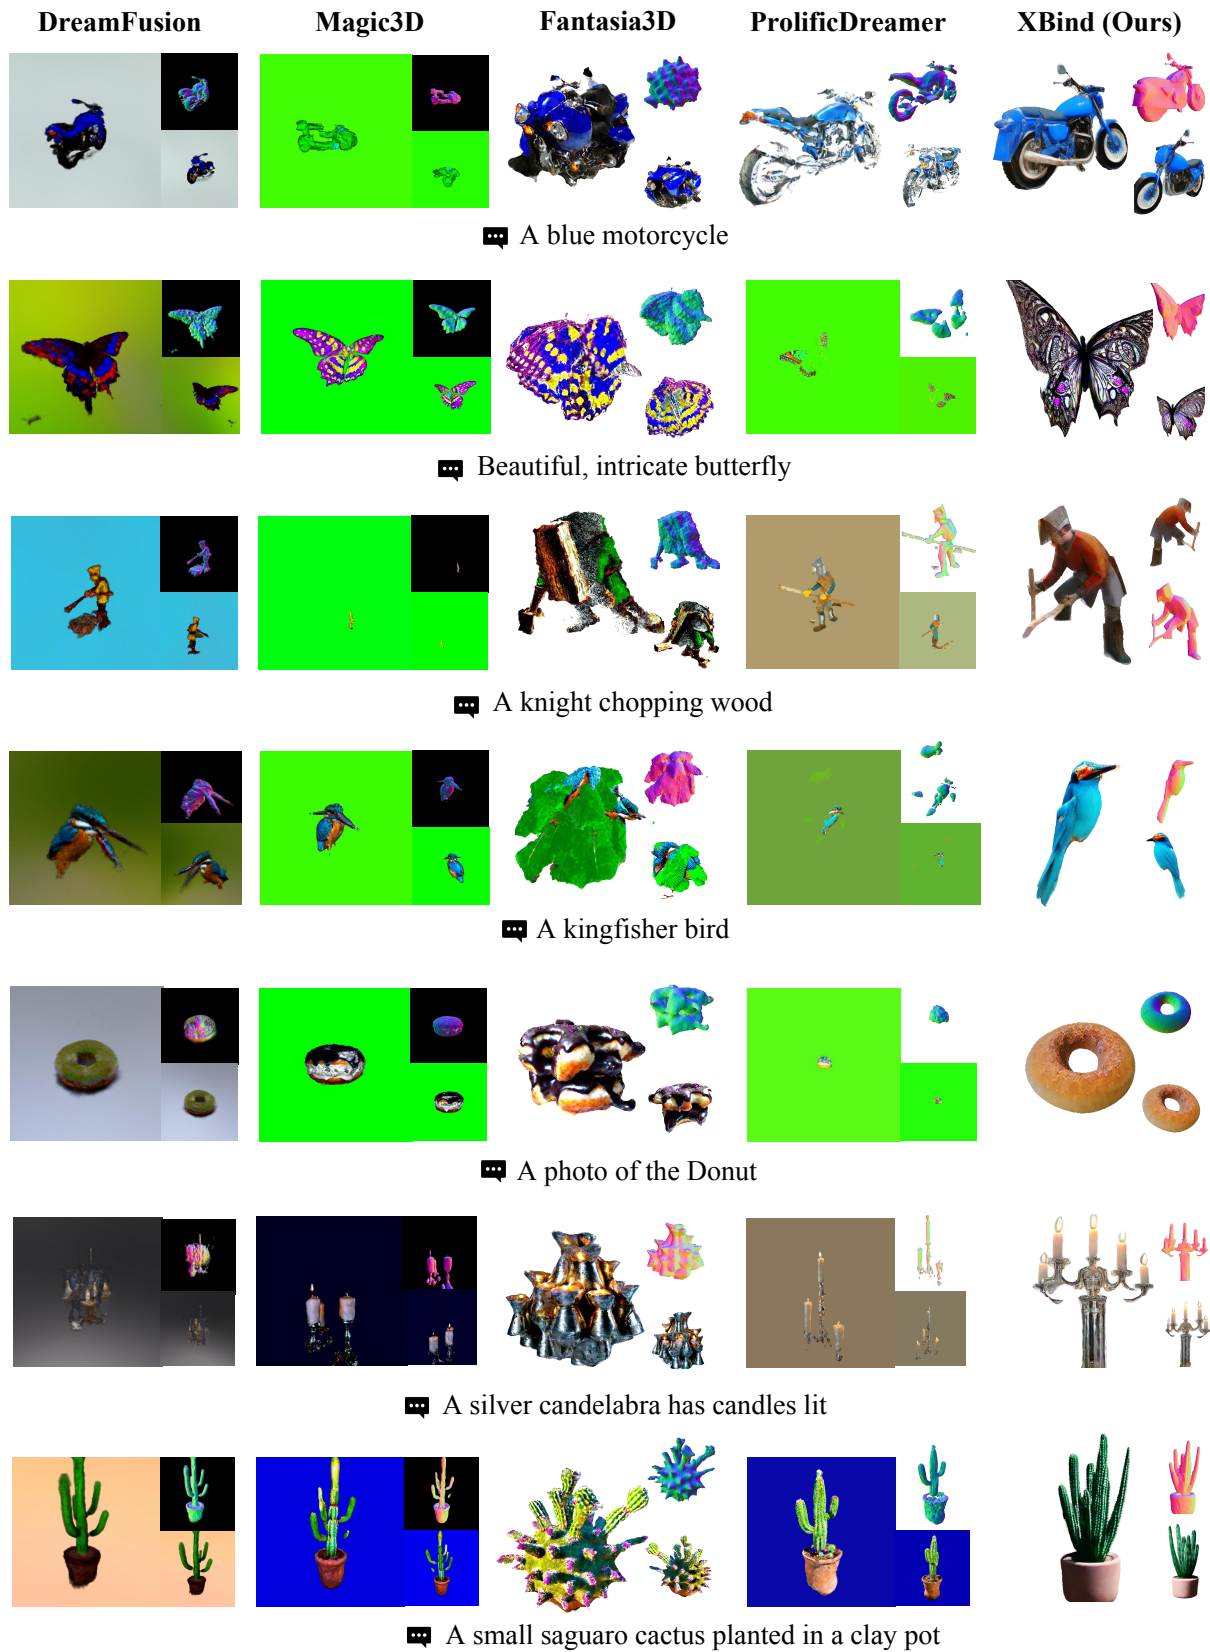 DreamFusion Magic3D Fantasia3D ProlificDreamer XBind (Ours)
A blue motorcycle
Beautiful, intricate butterfly
A knight chopping wood
A kingfisher bird
A photo of the Donut
A silver candelabra has candles lit
A small saguaro cactus planted in a clay pot